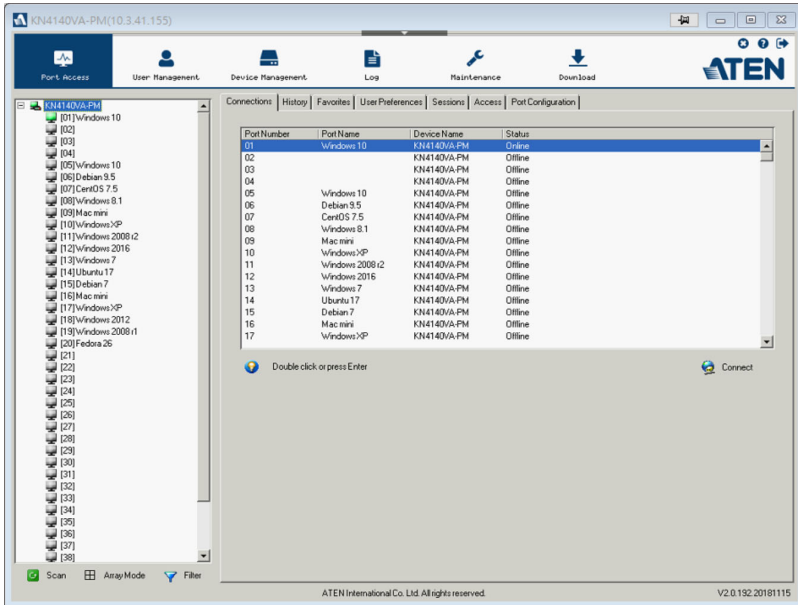 KN4140VA-PM(10.3.41.155)
Port Access
User Management
Device Management
Log
Maintenance
Download
ATEN
KN4140VA-PM
[01]Windows 10
[02]
[03]
[04]
[05]Windows 10
[06]Debian 9.5
[07]CentOS 7.5
[08]Windows 8.1
[09]Mac mini
[10]Windows XP
[11]Windows 2008 r2
[12]Windows 2016
[13]Windows 7
[14]Ubuntu 17
[15]Debian 7
[16]Mac mini
[17]Windows XP
[18]Windows 2012
[19]Windows 2008 r1
[20]Fedora 26
[21]
[22]
[23]
[24]
[25]
[26]
[27]
[28]
[29]
[30]
[31]
[32]
[33]
[34]
[35]
[36]
[37]
[38]
Scan
Array Mode
Filter
Connections History Favorites User Preferences Sessions Access Port Configuration
Port Number Port Name Device Name Status
01 Windows 10 KN4140VA-PM Online
02 KN4140VA-PM Offline
03 KN4140VA-PM Offline
04 KN4140VA-PM Offline
05 Windows 10 KN4140VA-PM Offline
06 Debian 9.5 KN4140VA-PM Offline
07 CentOS 7.5 KN4140VA-PM Offline
08 Windows 8.1 KN4140VA-PM Offline
09 Mac mini KN4140VA-PM Offline
10 Windows XP KN4140VA-PM Offline
11 Windows 2008 r2 KN4140VA-PM Offline
12 Windows 2016 KN4140VA-PM Offline
13 Windows 7 KN4140VA-PM Offline
14 Ubuntu 17 KN4140VA-PM Offline
15 Debian 7 KN4140VA-PM Offline
16 Mac mini KN4140VA-PM Offline
17 Windows XP KN4140VA-PM Offline
Double click or press Enter
Connect
ATEN International Co. Ltd. All rights reserved.
V2.0.192.20181115